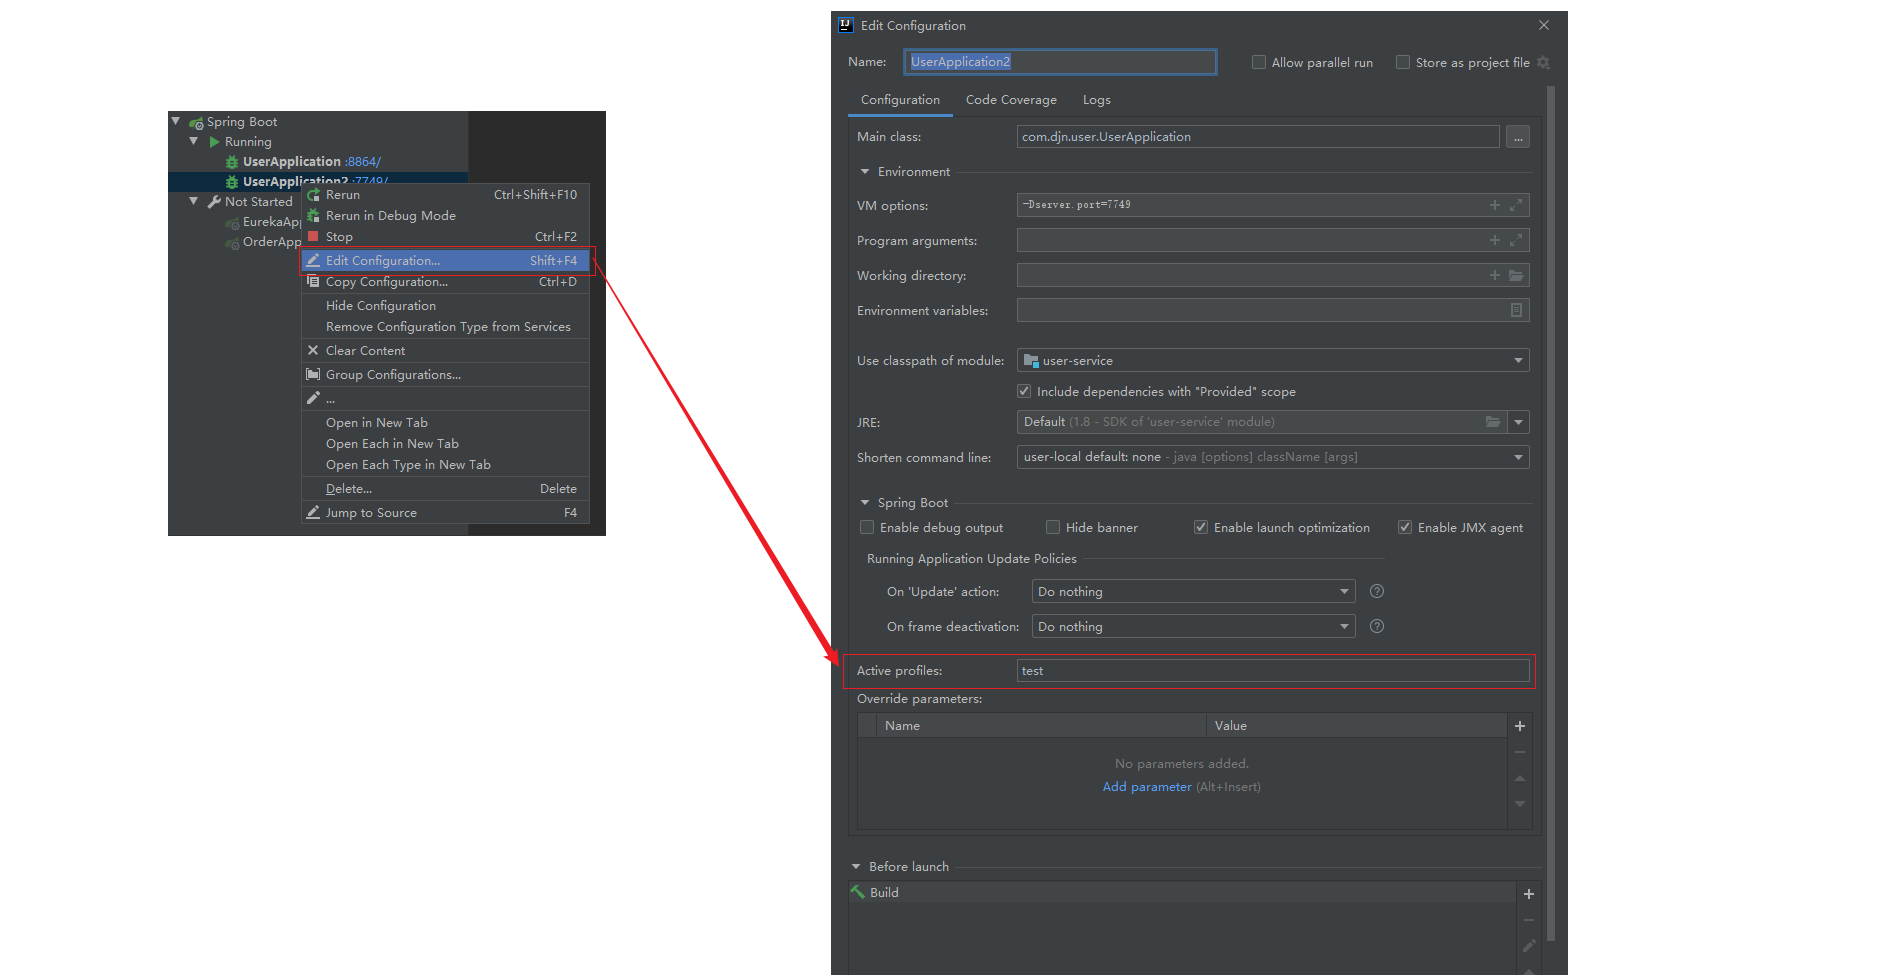 Spring Boot
Running
UserApplication :8864/
UserApplication2 :7749/
Not Started
EurekaApp
OrderApp
Rerun Ctrl+Shift+F10
Rerun in Debug Mode
Stop Ctrl+F2
Edit Configuration... Shift+F4
Copy Configuration... Ctrl+D
Hide Configuration
Remove Configuration Type from Services
Clear Content
Group Configurations...
...
Open in New Tab
Open Each in New Tab
Open Each Type in New Tab
Delete... Delete
Jump to Source F4
Edit Configuration
Name: UserApplication2 Allow parallel run Store as project file
Configuration Code Coverage Logs
Main class: com.djn.user.UserApplication ...
Environment
VM options: -Dserver.port=7749
Program arguments:
Working directory:
Environment variables:
Use classpath of module: user-service
Include dependencies with "Provided" scope
JRE: Default (1.8 - SDK of 'user-service' module)
Shorten command line: user-local default: none - java [options] className [args]
Spring Boot
Enable debug output Hide banner Enable launch optimization Enable JMX agent
Running Application Update Policies
On 'Update' action: Do nothing
On frame deactivation: Do nothing
Active profiles: test
Override parameters:
Name Value
No parameters added.
Add parameter (Alt+Insert)
Before launch
Build